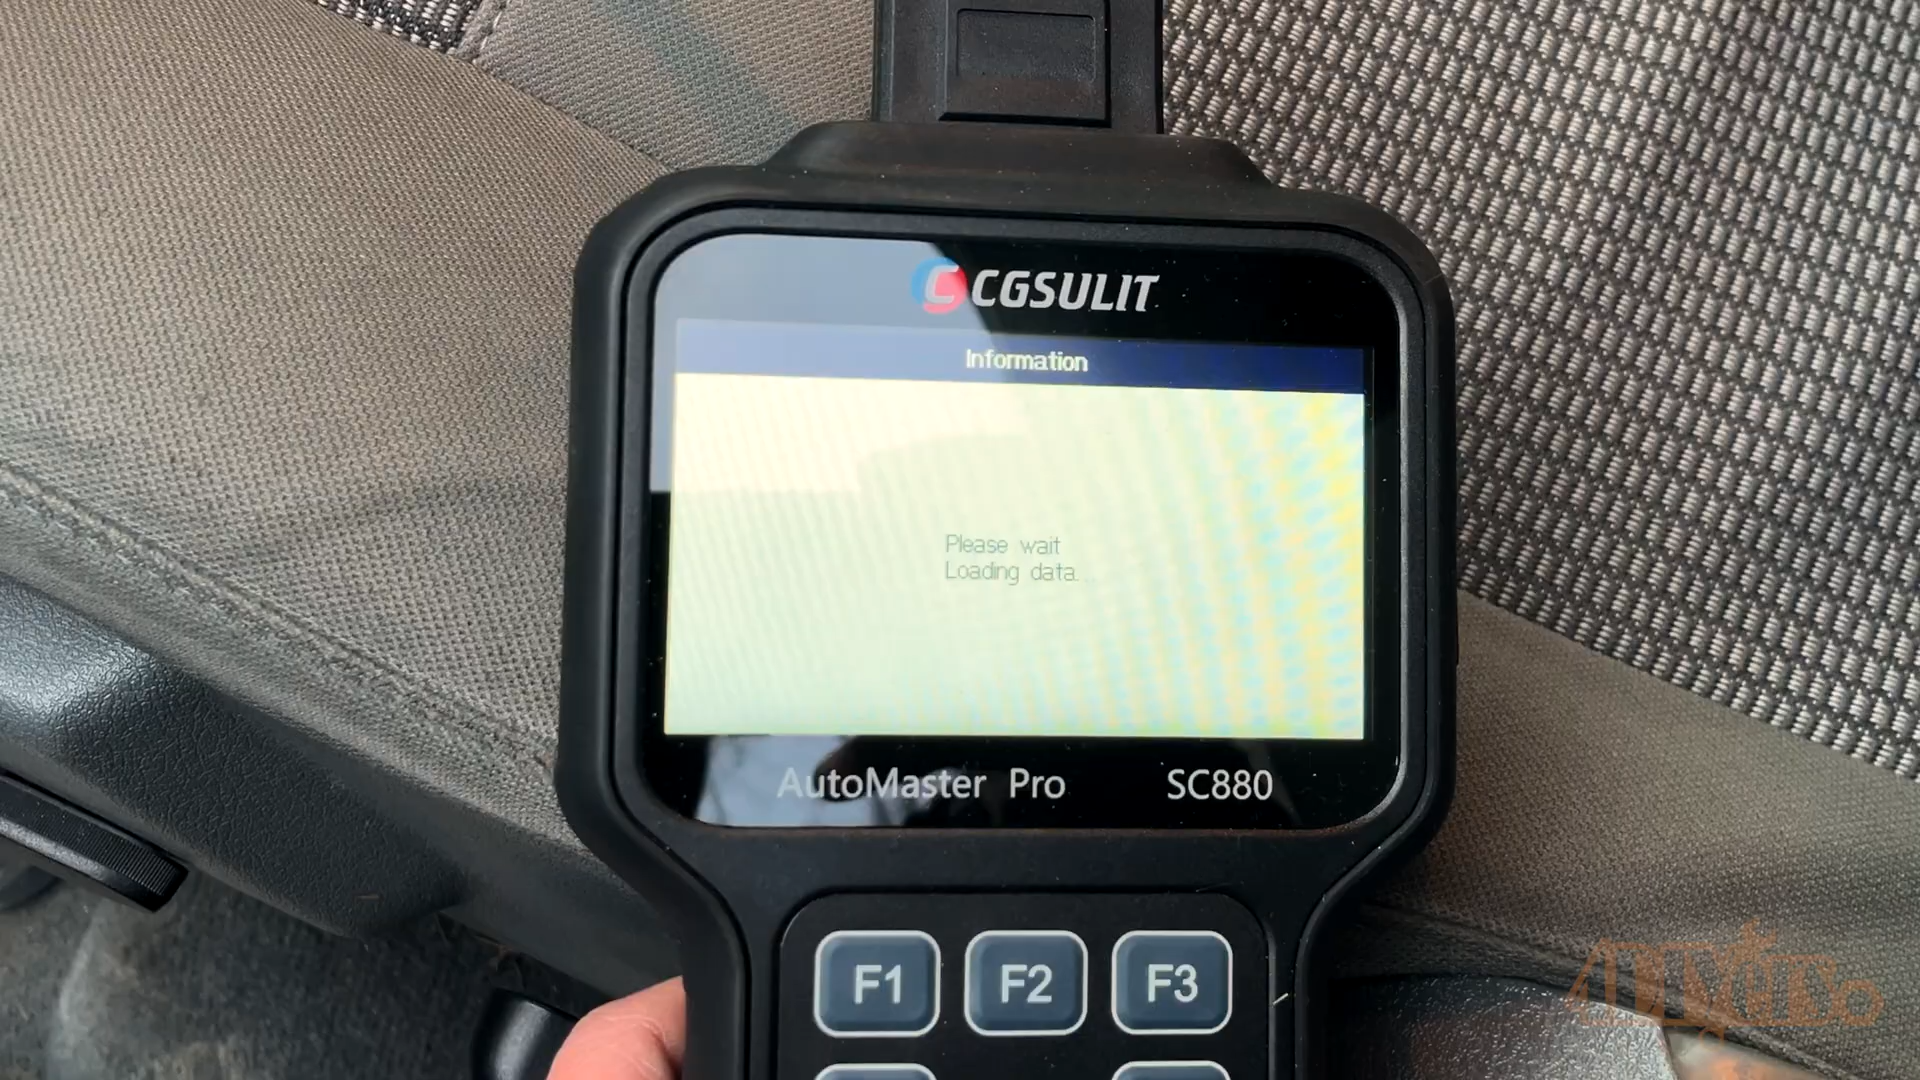 CGSULIT
Information
Please wait
Loading data...
AutoMaster Pro SC880
F1 F2 F3